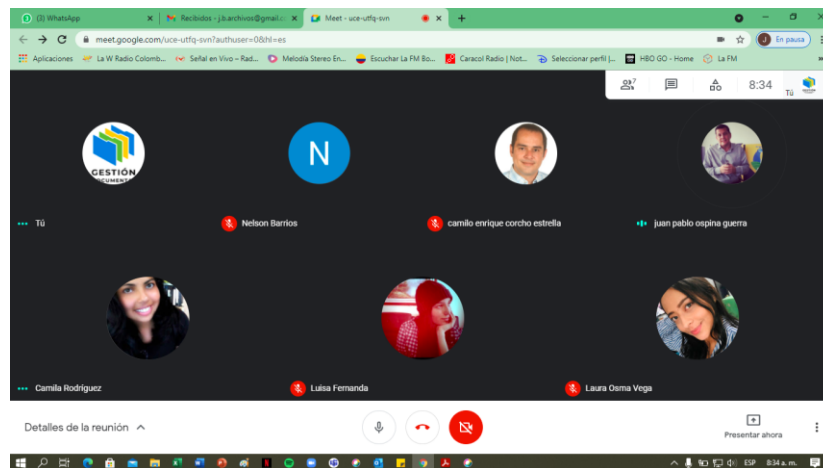 (2) WhatsApp
Recibidos - j.b.archivos@gmail.c
Meet - uce-utfq-svn
meet.google.com/uce-utfq-svn?authuser=0&hl=es
En pausa
Aplicaciones
La W Radio Colomb...
Señal en Vivo – Rad...
Melodía Stereo En...
Escuchar La FM Bo...
Caracol Radio | Not...
Seleccionar perfil |...
HBO GO - Home
La FM
7
8:34
Tú
GESTIÓN
DOCUMENTAL
N
Tú
Nelson Barrios
camilo enrique corcho estrella
juan pablo ospina guerra
Camila Rodríguez
Luisa Fernanda
Laura Osma Vega
Detalles de la reunión
Presentar ahora
ESP
8:34 a. m.